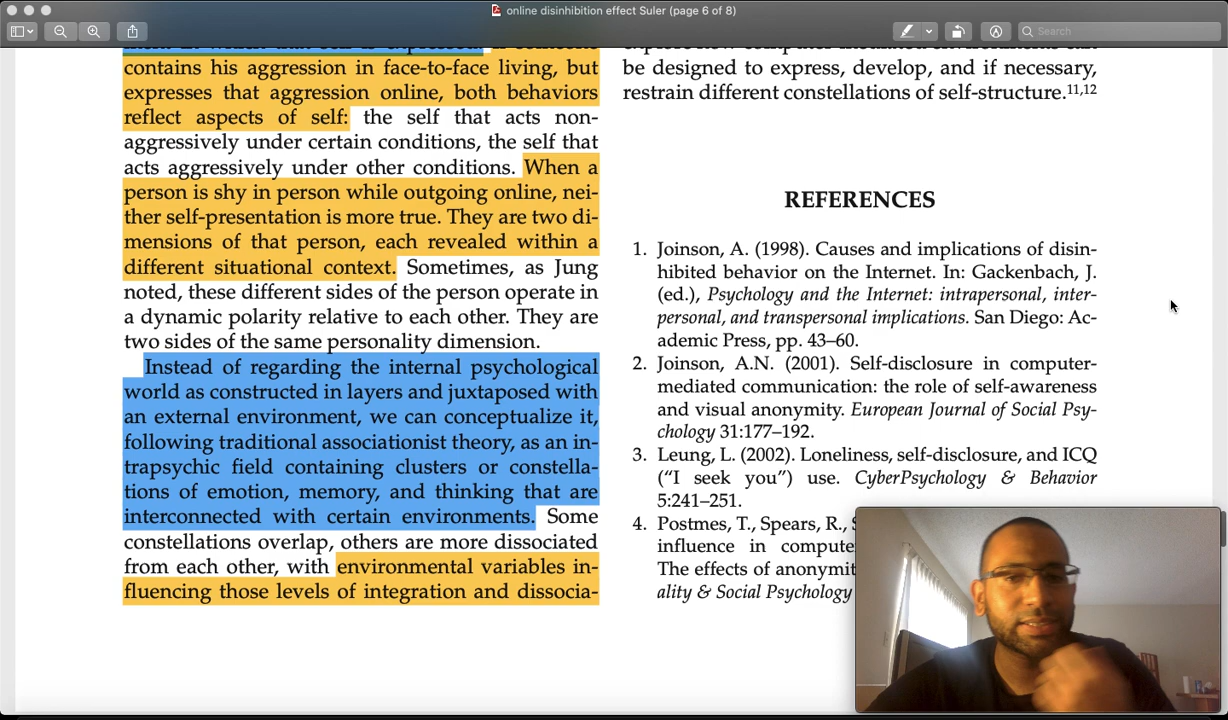 online disinhibition effect Suler (page 6 of 8)
Search
contains his aggression in face-to-face living, but
expresses that aggression online, both behaviors
reflect aspects of self: the self that acts non-
aggressively under certain conditions, the self that
acts aggressively under other conditions. When a
person is shy in person while outgoing online, nei-
ther self-presentation is more true. They are two di-
mensions of that person, each revealed within a
different situational context. Sometimes, as Jung
noted, these different sides of the person operate in
a dynamic polarity relative to each other. They are
two sides of the same personality dimension.
Instead of regarding the internal psychological
world as constructed in layers and juxtaposed with
an external environment, we can conceptualize it,
following traditional associationist theory, as an in-
trapsychic field containing clusters or constella-
tions of emotion, memory, and thinking that are
interconnected with certain environments. Some
constellations overlap, others are more dissociated
from each other, with environmental variables in-
fluencing those levels of integration and dissocia-
be designed to express, develop, and if necessary,
restrain different constellations of self-structure.11,12
REFERENCES
1. Joinson, A. (1998). Causes and implications of disin-
hibited behavior on the Internet. In: Gackenbach, J.
(ed.), Psychology and the Internet: intrapersonal, inter-
personal, and transpersonal implications. San Diego: Ac-
ademic Press, pp. 43–60.
2. Joinson, A.N. (2001). Self-disclosure in computer-
mediated communication: the role of self-awareness
and visual anonymity. European Journal of Social Psy-
chology 31:177–192.
3. Leung, L. (2002). Loneliness, self-disclosure, and ICQ
("I seek you") use. CyberPsychology & Behavior
5:241–251.
4. Postmes, T., Spears, R.,
influence in compute
The effects of anonymit
ality & Social Psychology